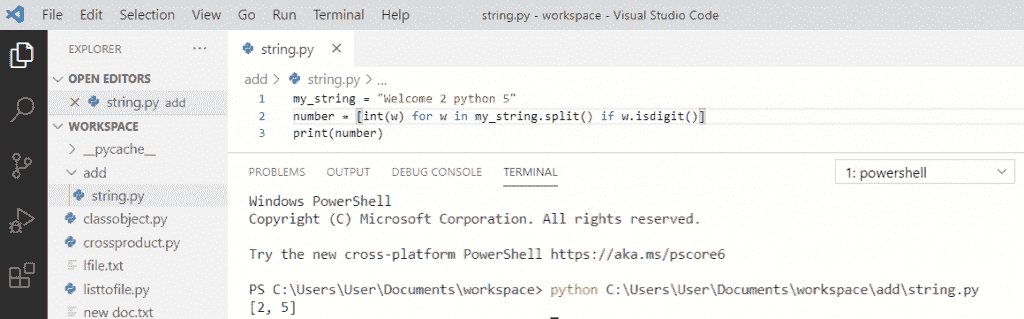 File Edit Selection View Go Run Terminal Help string.py - workspace - Visual Studio Code
EXPLORER ...
OPEN EDITORS
string.py add
WORKSPACE
__pycache__
add
string.py
classobject.py
crossproduct.py
lfile.txt
listtofile.py
new doc.txt
string.py
add > string.py > ...
1 my_string = "Welcome 2 python 5"
2 number = [int(w) for w in my_string.split() if w.isdigit()]
3 print(number)
PROBLEMS OUTPUT DEBUG CONSOLE TERMINAL 1: powershell
Windows PowerShell
Copyright (C) Microsoft Corporation. All rights reserved.
Try the new cross-platform PowerShell https://aka.ms/pscore6
PS C:\Users\User\Documents\workspace> python C:\Users\User\Documents\workspace\add\string.py
[2, 5]